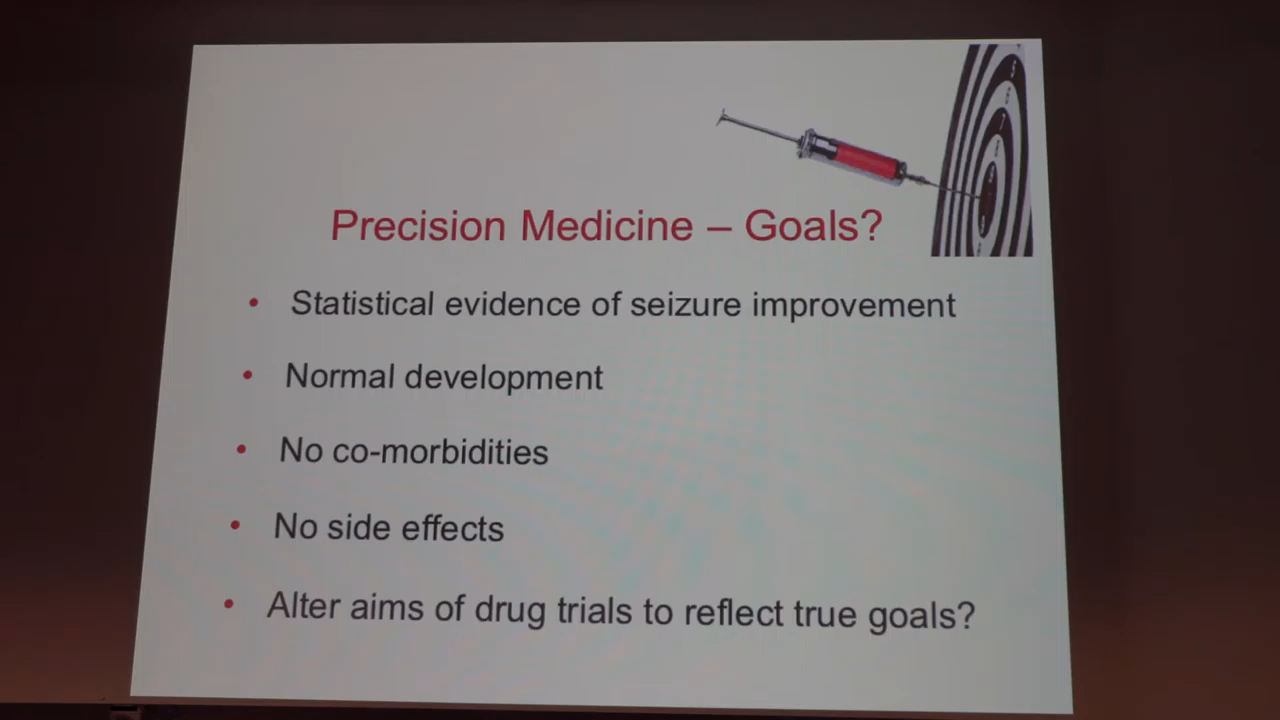 Precision Medicine – Goals?
• Statistical evidence of seizure improvement
• Normal development
• No co-morbidities
• No side effects
• Alter aims of drug trials to reflect true goals?